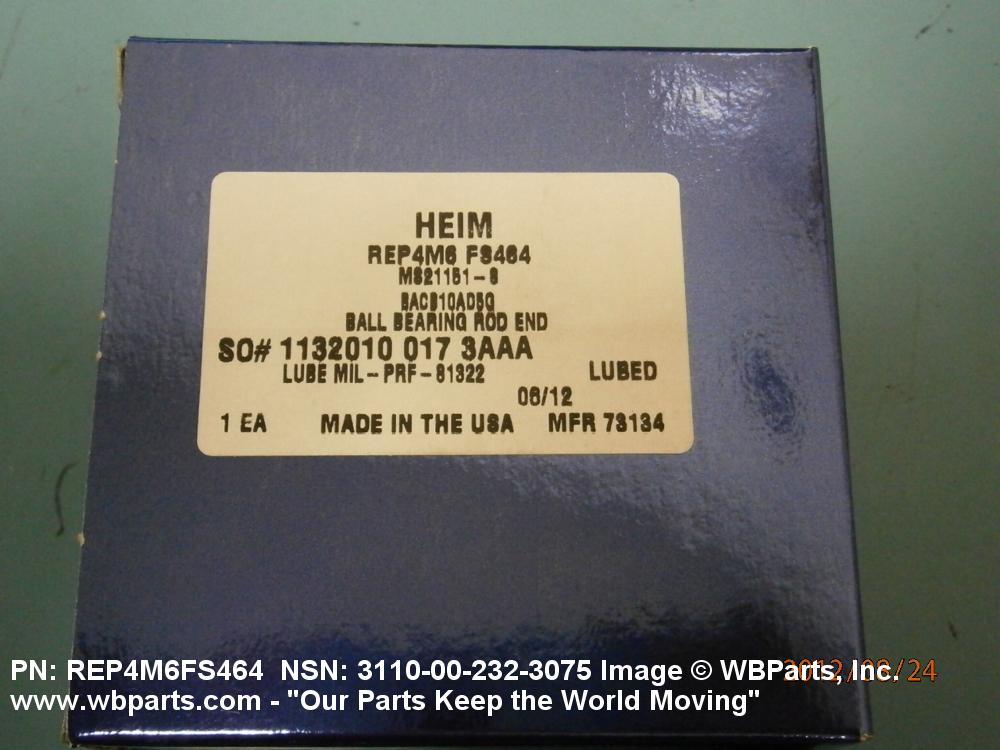 HEIM
REP4M6 FS464
MS21151-8
BACB10AD8Q
BALL BEARING ROD END
SO# 1132010 017 3AAA
LUBE MIL-PRF-81322
LUBED
06/12
1 EA MADE IN THE USA MFR 73134
PN: REP4M6FS464 NSN: 3110-00-232-3075 Image © WBParts, Inc.
www.wbparts.com - "Our Parts Keep the World Moving"